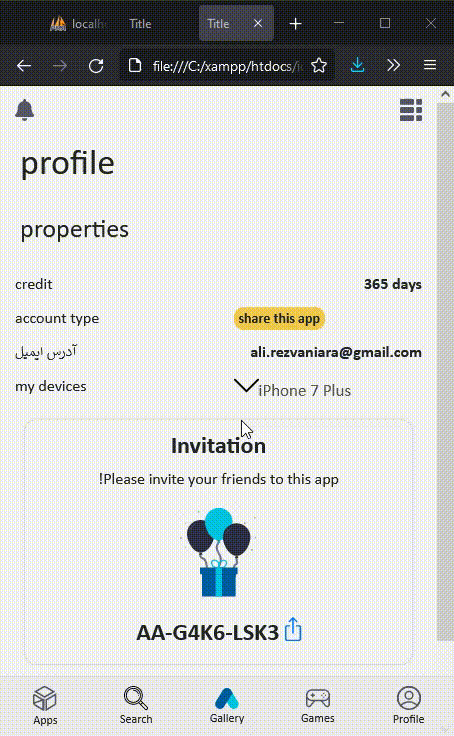 localh
Title
Title
file:///C:/xampp/htdocs/i
profile
properties
credit
365 days
account type
share this app
آدرس ایمیل
ali.rezvaniara@gmail.com
my devices
iPhone 7 Plus
Invitation
!Please invite your friends to this app
AA-G4K6-LSK3
Apps
Search
Gallery
Games
Profile